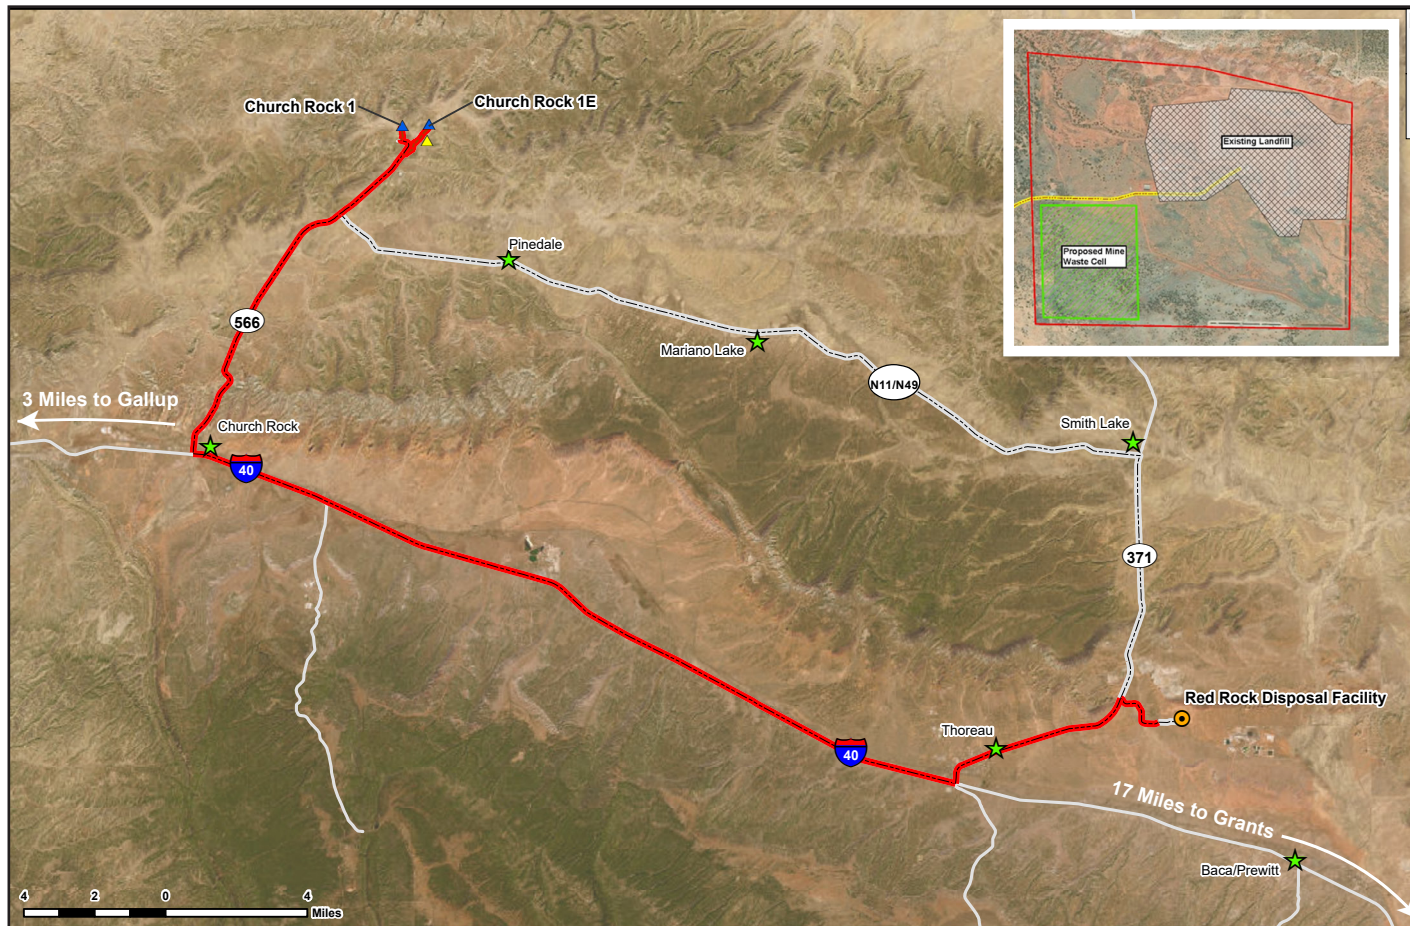 Church Rock 1
Church Rock 1E
Existing Landfill
Proposed Mine
Waste Cell
Pinedale
566
Mariano Lake
N11/N49
3 Miles to Gallup
Church Rock
Smith Lake
40
371
Red Rock Disposal Facility
Thoreau
40
17 Miles to Grants
Baca/Prewitt
4 2 0 4
Miles